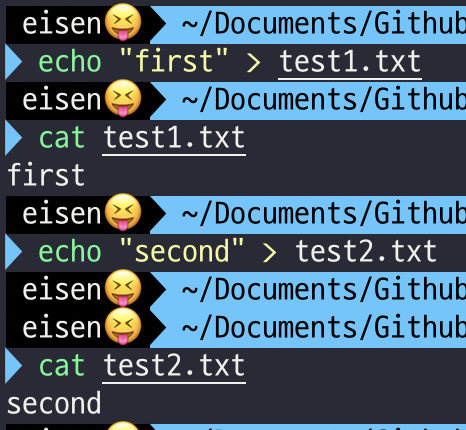 eisen😝 ~/Documents/Github
echo "first" > test1.txt
eisen😝 ~/Documents/Github
cat test1.txt
first
eisen😝 ~/Documents/Github
echo "second" > test2.txt
eisen😝 ~/Documents/Github
eisen😝 ~/Documents/Github
cat test2.txt
second